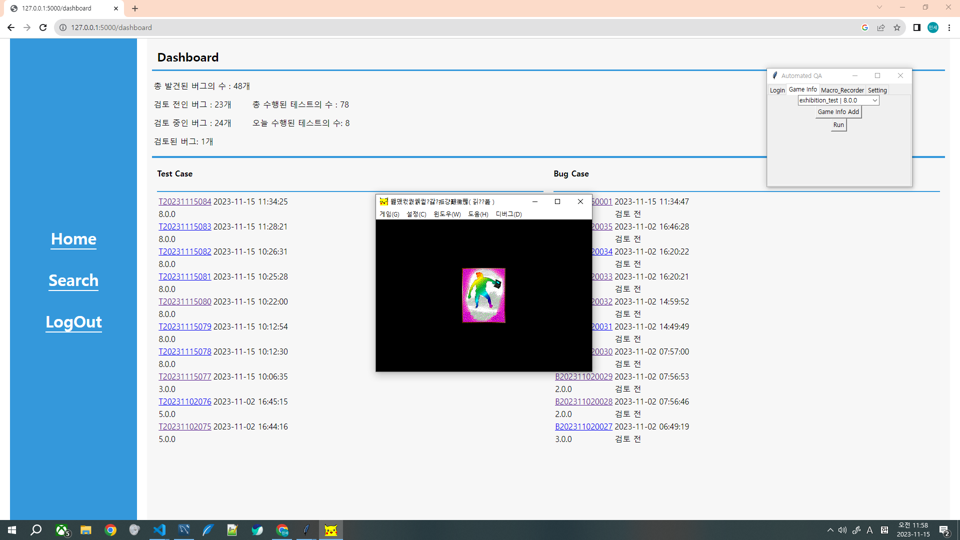 127.0.0.1:5000/dashboard
127.0.0.1:5000/dashboard
Dashboard
총 발견된 버그의 수 : 48개
검토 전인 버그 : 23개 총 수행된 테스트의 수 : 78
검토 중인 버그 : 24개 오늘 수행된 테스트의 수: 8
검토된 버그: 1개
Home
Search
LogOut
Test Case
T20231115084 2023-11-15 11:34:25
8.0.0
T20231115083 2023-11-15 11:28:21
8.0.0
T20231115082 2023-11-15 10:26:31
8.0.0
T20231115081 2023-11-15 10:25:28
8.0.0
T20231115080 2023-11-15 10:22:00
8.0.0
T20231115079 2023-11-15 10:12:54
8.0.0
T20231115078 2023-11-15 10:12:30
8.0.0
T20231115077 2023-11-15 10:06:35
3.0.0
T20231102076 2023-11-02 16:45:15
5.0.0
T20231102075 2023-11-02 16:44:16
5.0.0
Bug Case
50001 2023-11-15 11:34:47
검토 전
20035 2023-11-02 16:46:28
검토 전
20034 2023-11-02 16:20:22
검토 전
20033 2023-11-02 16:20:21
검토 전
20032 2023-11-02 14:59:52
검토 전
20031 2023-11-02 14:49:49
검토 전
20030 2023-11-02 07:57:00
검토 전
B202311020029 2023-11-02 07:56:53
2.0.0 검토 전
B202311020028 2023-11-02 07:56:46
2.0.0 검토 전
B202311020027 2023-11-02 06:49:19
3.0.0 검토 전
게임(G) 설정(C) 윈도우(W) 도움(H) 디버그(D)
Automated QA
Login Game Info Macro_Recorder Setting
exhibition_test | 8.0.0
Game Info Add
Run
A
오전 11:58
2023-11-15